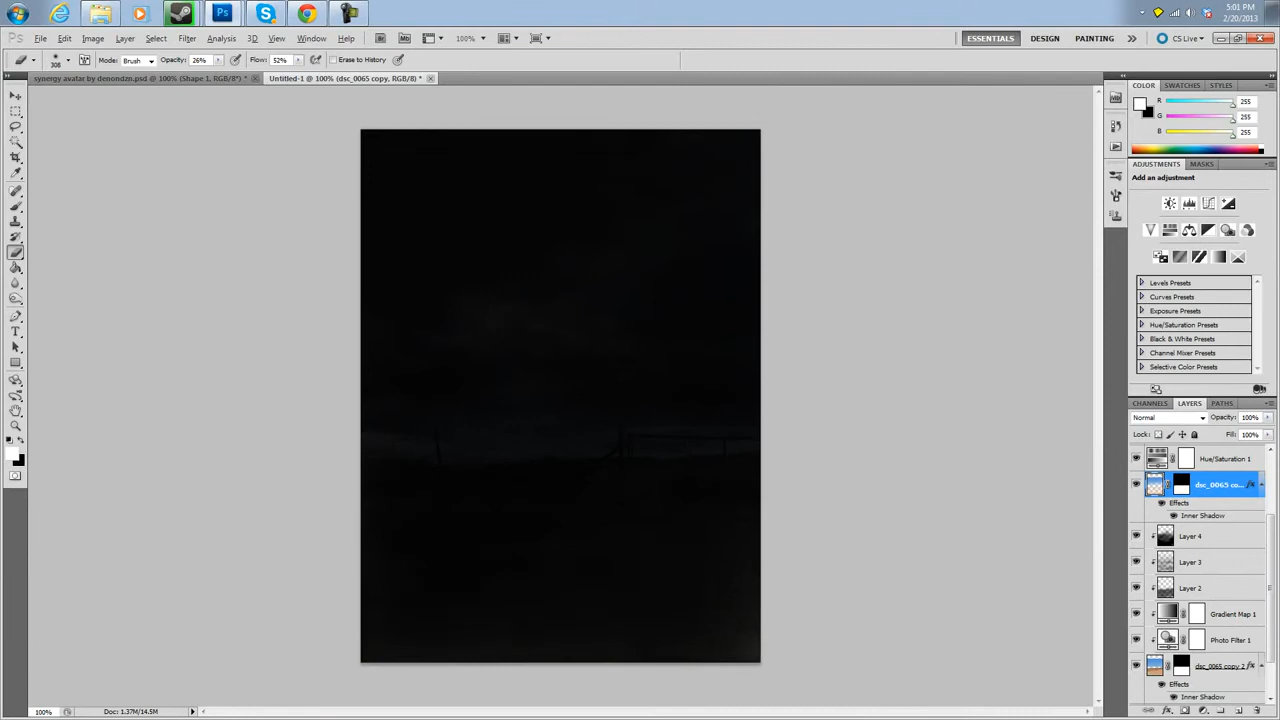 5:01 PM
2/20/2013
Ps File Edit Image Layer Select Filter Analysis 3D View Window Help Br Mb 100% ESSENTIALS DESIGN PAINTING CS Live
308 Mode: Brush Opacity: 26% Flow: 52% Erase to History
synergy avatar by denondzn.psd @ 100% (Shape 1, RGB/8*) * Untitled-1 @ 100% (dsc_0065 copy, RGB/8) *
COLOR SWATCHES STYLES
R 255
G 255
B 255
ADJUSTMENTS MASKS
Add an adjustment
Levels Presets
Curves Presets
Exposure Presets
Hue/Saturation Presets
Black & White Presets
Channel Mixer Presets
Selective Color Presets
CHANNELS LAYERS PATHS
Normal Opacity: 100%
Lock: Fill: 100%
Hue/Saturation 1
dsc_0065 co... fx
Effects
Inner Shadow
Layer 4
Layer 3
Layer 2
Gradient Map 1
Photo Filter 1
dsc_0065 copy 2 fx
Effects
Inner Shadow
100% Doc: 1.37M/14.5M